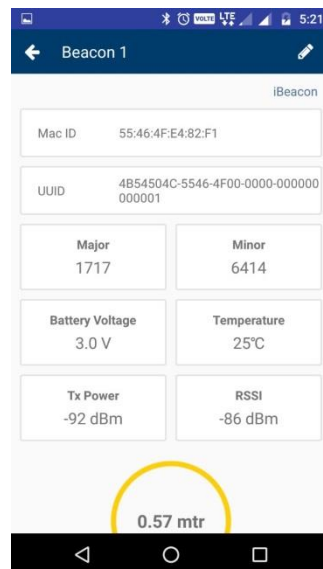 VOLTE LTE 5:21
Beacon 1
iBeacon
Mac ID 55:46:4F:E4:82:F1
UUID 4B54504C-5546-4F00-0000-000000
000001
Major Minor
1717 6414
Battery Voltage Temperature
3.0 V 25℃
Tx Power RSSI
-92 dBm -86 dBm
0.57 mtr